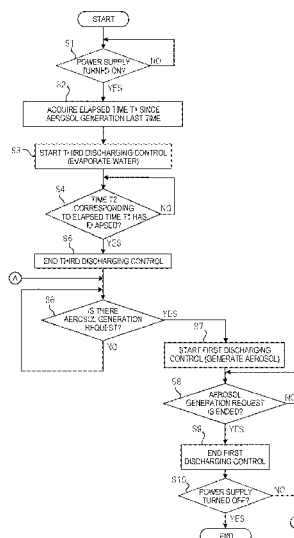 START
S1
POWER SUPPLY
TURNED ON?
NO
YES
S2
ACQUIRE ELAPSED TIME T1 SINCE
AEROSOL GENERATION LAST TIME
S3
START THIRD DISCHARGING CONTROL
(EVAPORATE WATER)
S4
TIME T2
CORRESPONDING
TO ELAPSED TIME T1 HAS
ELAPSED?
NO
YES
S5
END THIRD DISCHARGING CONTROL
A
S6
IS THERE
AEROSOL GENERATION
REQUEST?
YES
NO
S7
START FIRST DISCHARGING
CONTROL (GENERATE AEROSOL)
S8
AEROSOL
GENERATION REQUEST
IS ENDED?
NO
YES
S9
END FIRST
DISCHARGING CONTROL
S10
POWER SUPPLY
TURNED OFF?
NO
YES
END